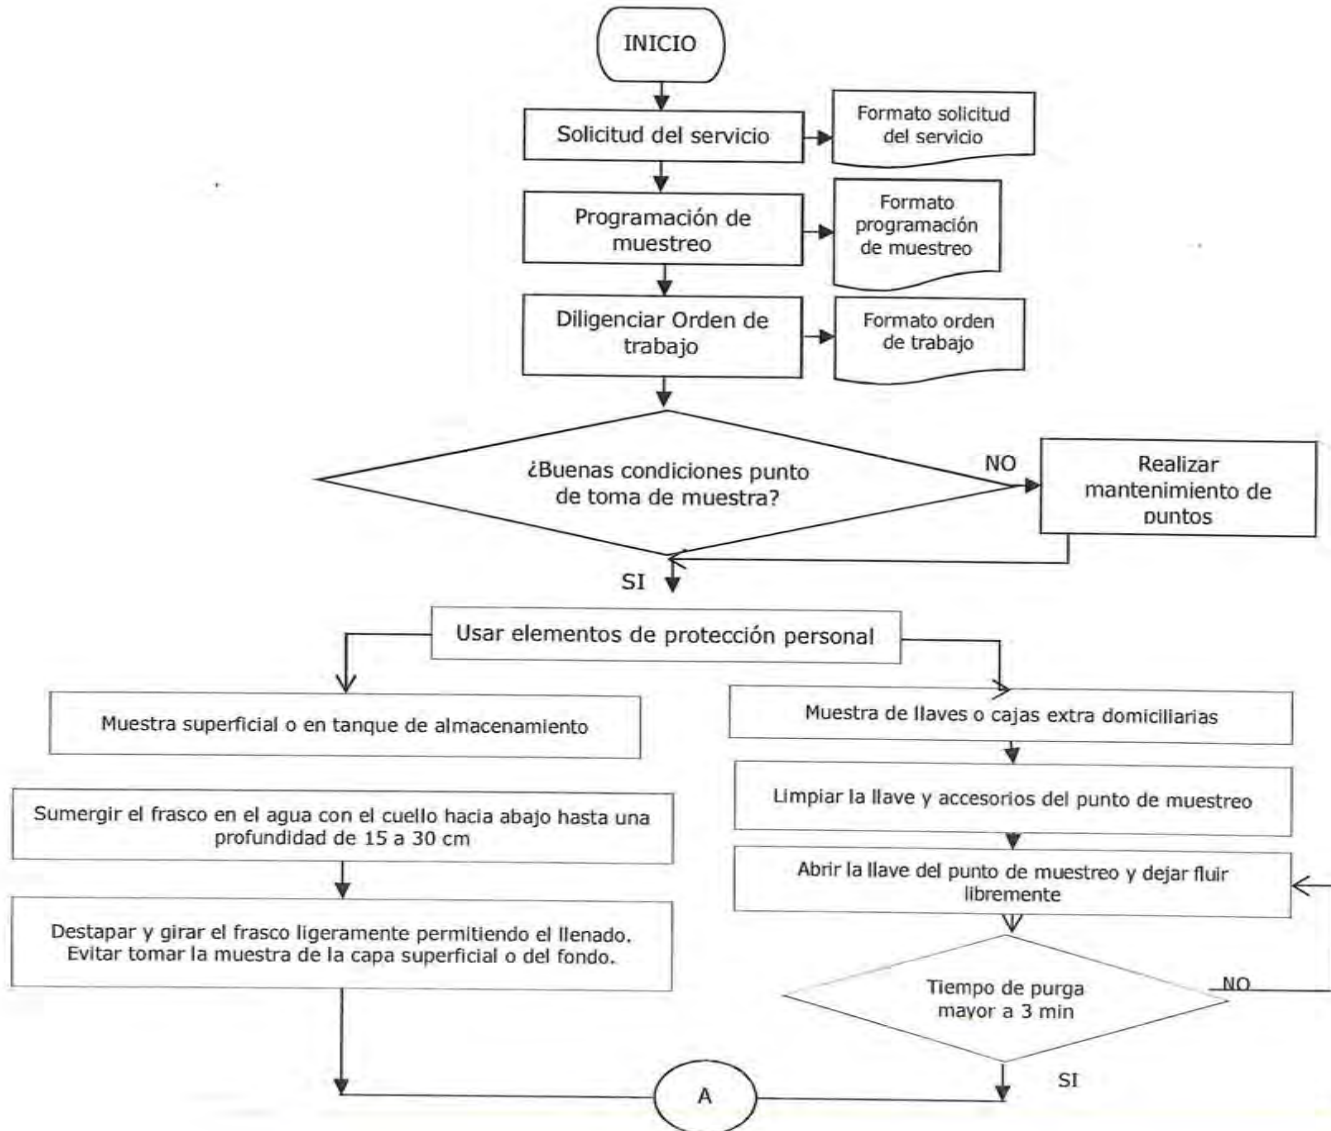 INICIO
Solicitud del servicio
Formato solicitud
del servicio
Programación de
muestreo
Formato
programación
de muestreo
Diligenciar Orden de
trabajo
Formato orden
de trabajo
¿Buenas condiciones punto
de toma de muestra?
NO
Realizar
mantenimiento de
puntos
SI
Usar elementos de protección personal
Muestra superficial o en tanque de almacenamiento
Sumergir el frasco en el agua con el cuello hacia abajo hasta una
profundidad de 15 a 30 cm
Destapar y girar el frasco ligeramente permitiendo el llenado.
Evitar tomar la muestra de la capa superficial o del fondo.
Muestra de llaves o cajas extra domiciliarias
Limpiar la llave y accesorios del punto de muestreo
Abrir la llave del punto de muestreo y dejar fluir
libremente
Tiempo de purga
mayor a 3 min
NO
SI
A